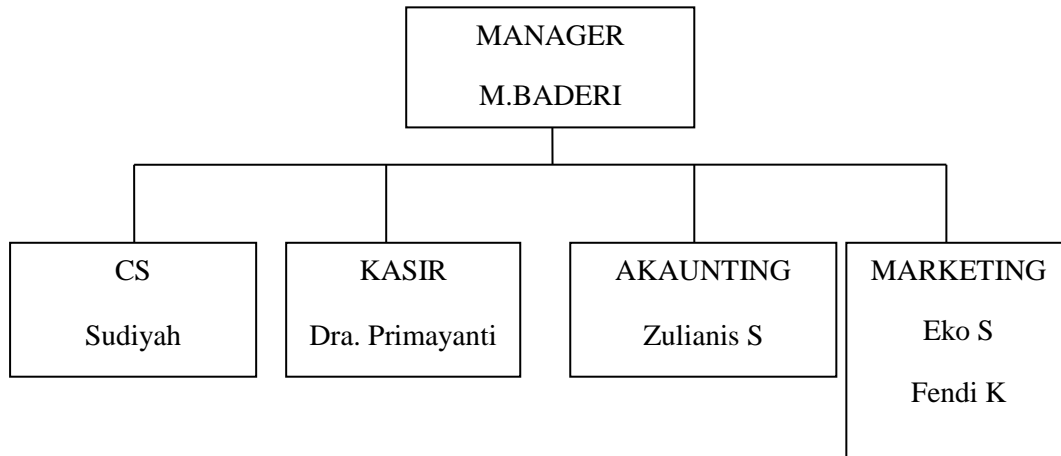 MANAGER
M.BADERI
CS
Sudiyah
KASIR
Dra. Primayanti
AKAUNTING
Zulianis S
MARKETING
Eko S
Fendi K